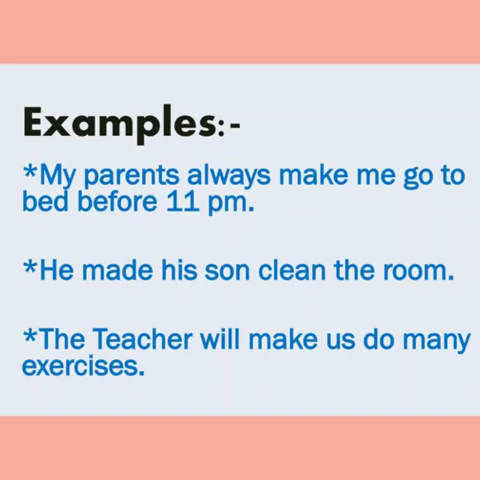 Examples:-
*My parents always make me go to
bed before 11 pm.
*He made his son clean the room.
*The Teacher will make us do many
exercises.